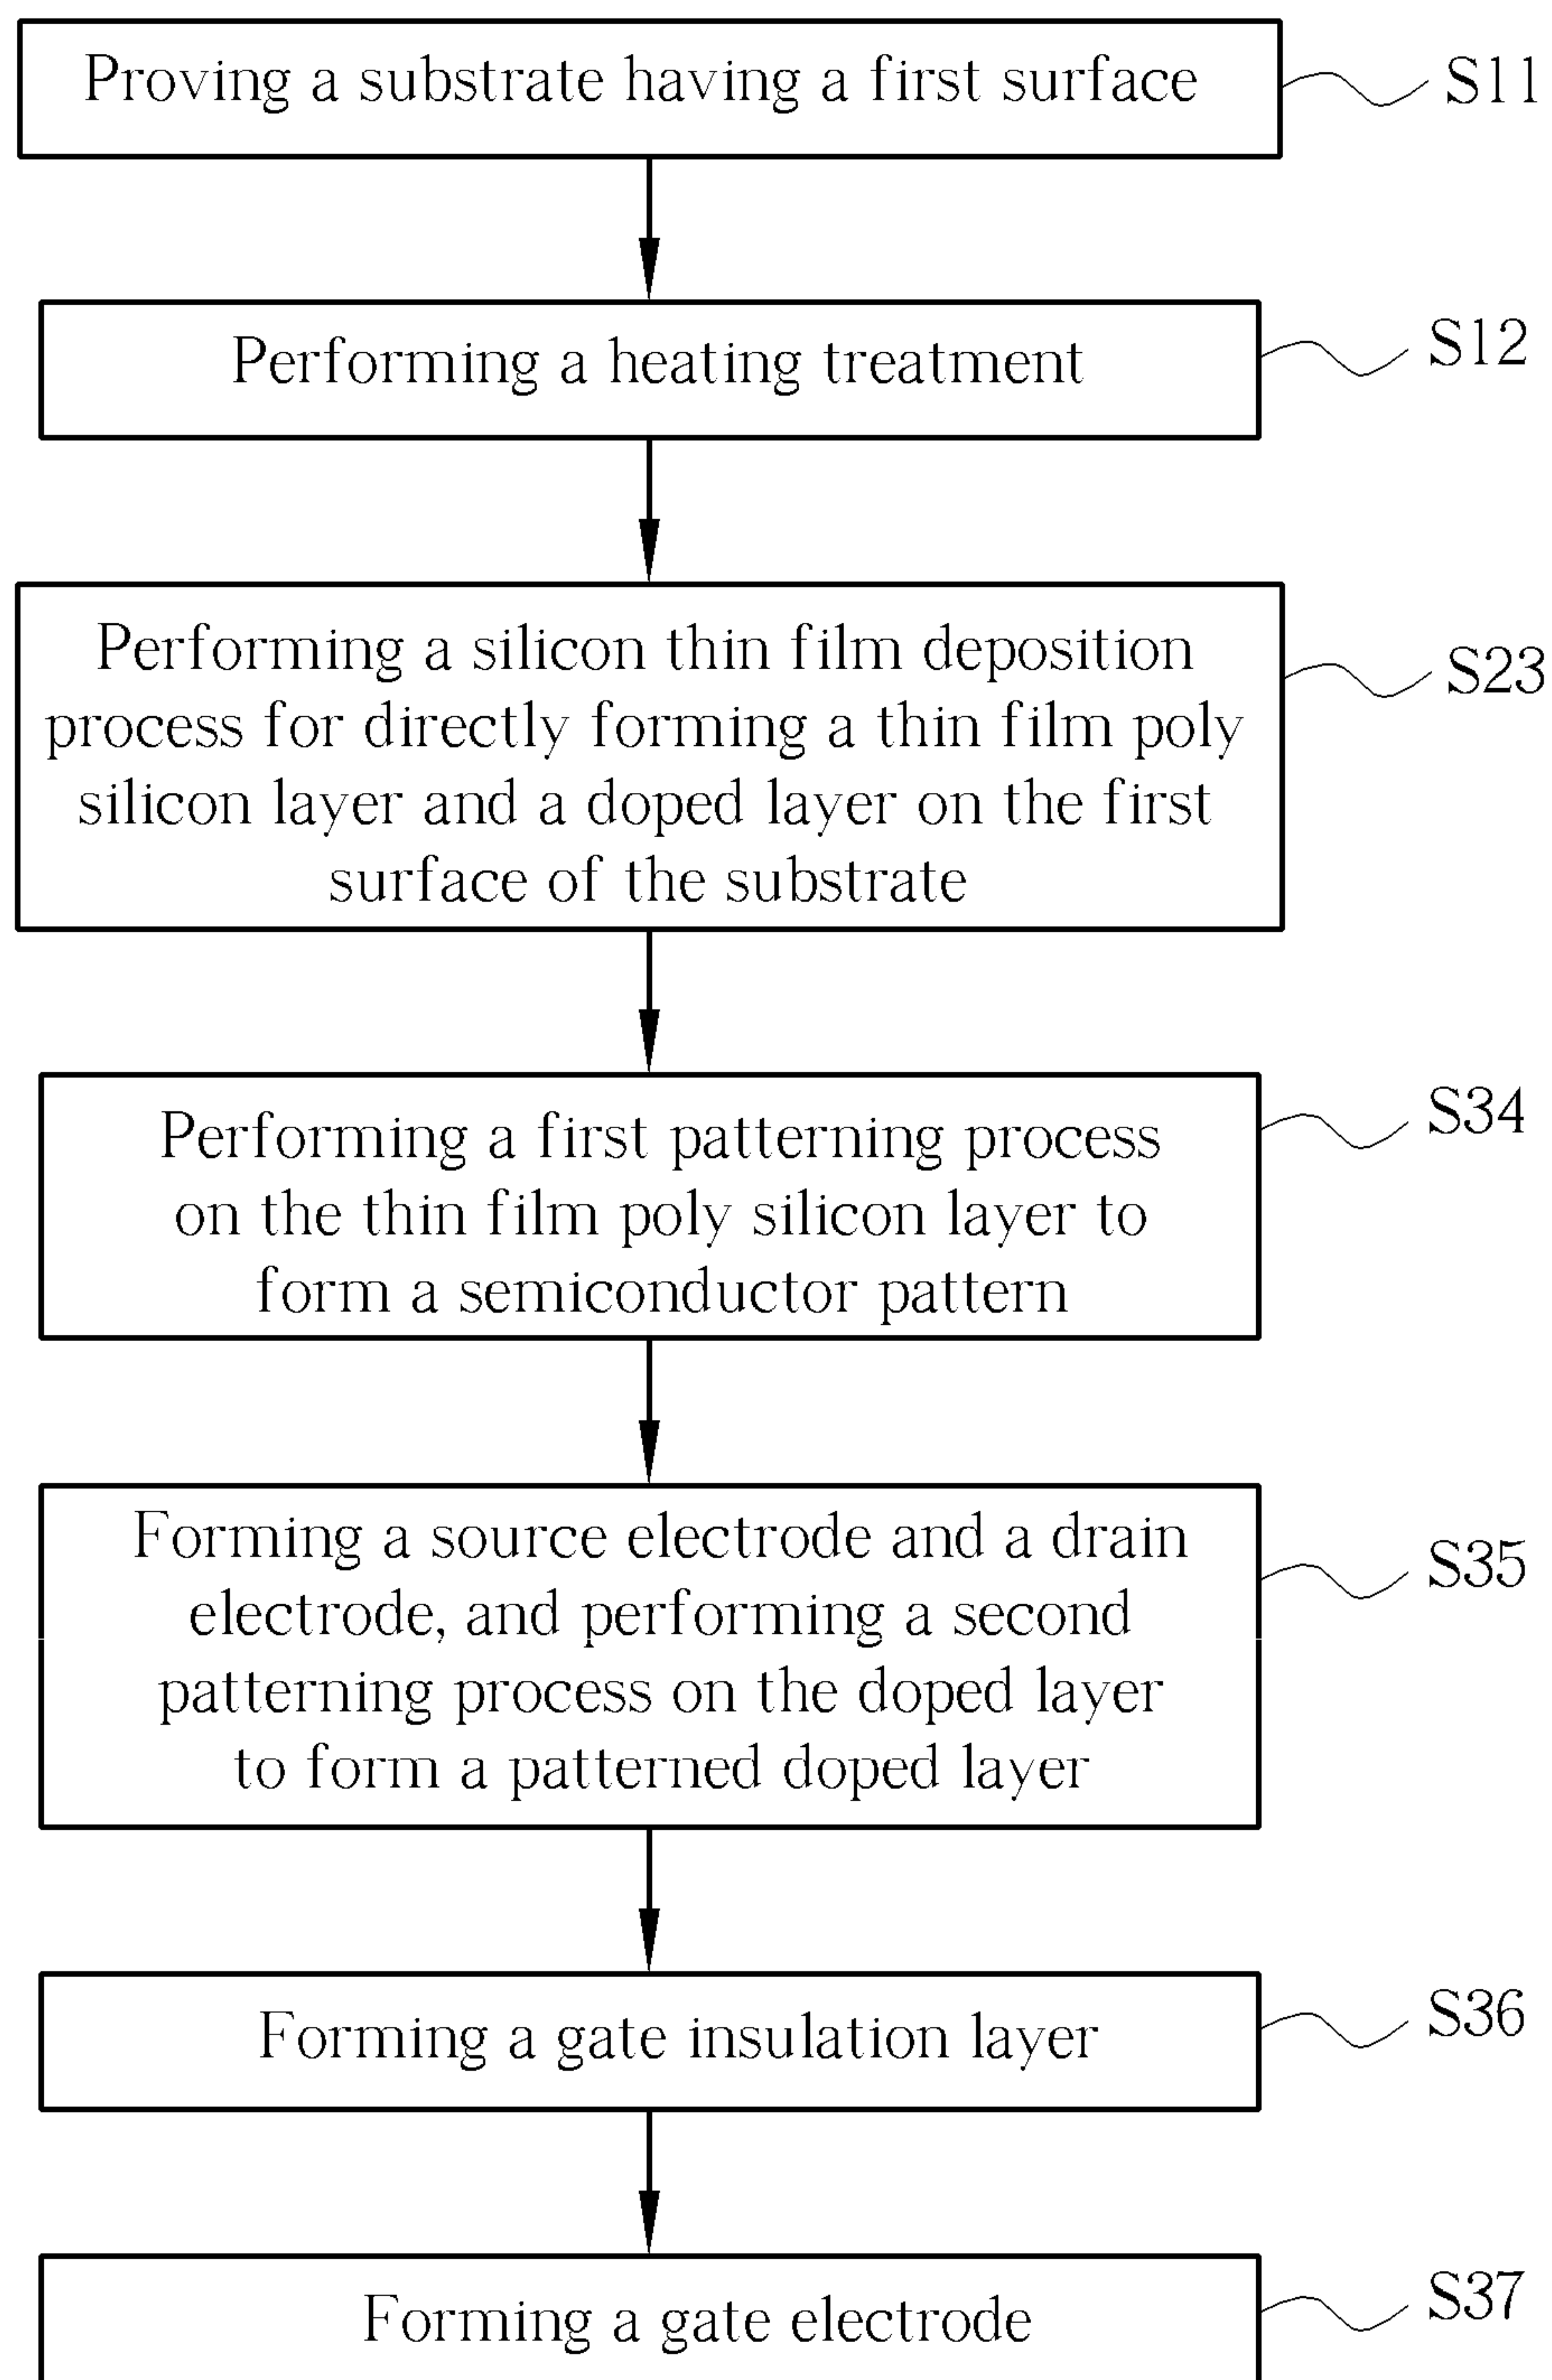 Proving a substrate having a first surface
S11
Performing a heating treatment
S12
Performing a silicon thin film deposition
process for directly forming a thin film poly
silicon layer and a doped layer on the first
surface of the substrate
S23
Performing a first patterning process
on the thin film poly silicon layer to
form a semiconductor pattern
S34
Forming a source electrode and a drain
electrode, and performing a second
patterning process on the doped layer
to form a patterned doped layer
S35
Forming a gate insulation layer
S36
Forming a gate electrode
S37